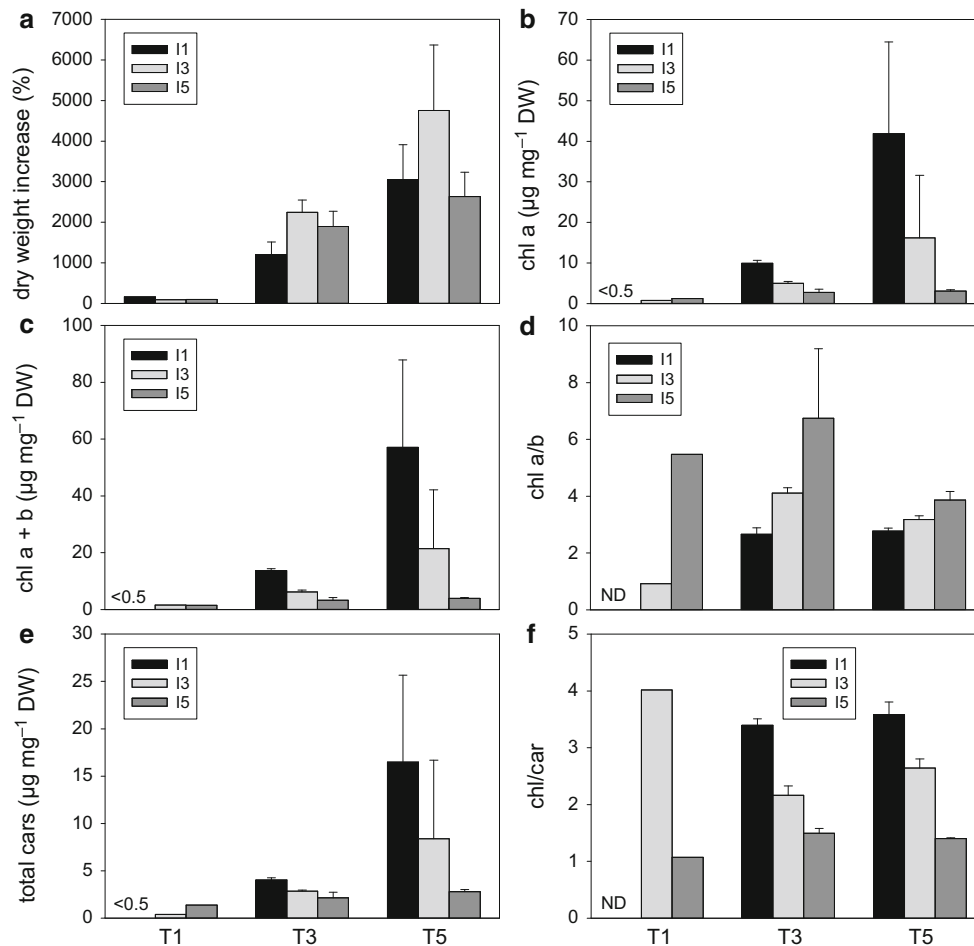 a
7000
6000
5000
4000
3000
2000
1000
0
dry weight increase (%)
I1
I3
I5
b
70
60
50
40
30
20
10
0
chl a (µg mg⁻¹ DW)
I1
I3
I5
<0.5
c
100
80
60
40
20
0
chl a + b (µg mg⁻¹ DW)
I1
I3
I5
<0.5
d
10
8
6
4
2
0
chl a/b
I1
I3
I5
ND
e
30
25
20
15
10
5
0
total cars (µg mg⁻¹ DW)
I1
I3
I5
<0.5
T1 T3 T5
f
5
4
3
2
1
0
chl/car
I1
I3
I5
ND
T1 T3 T5